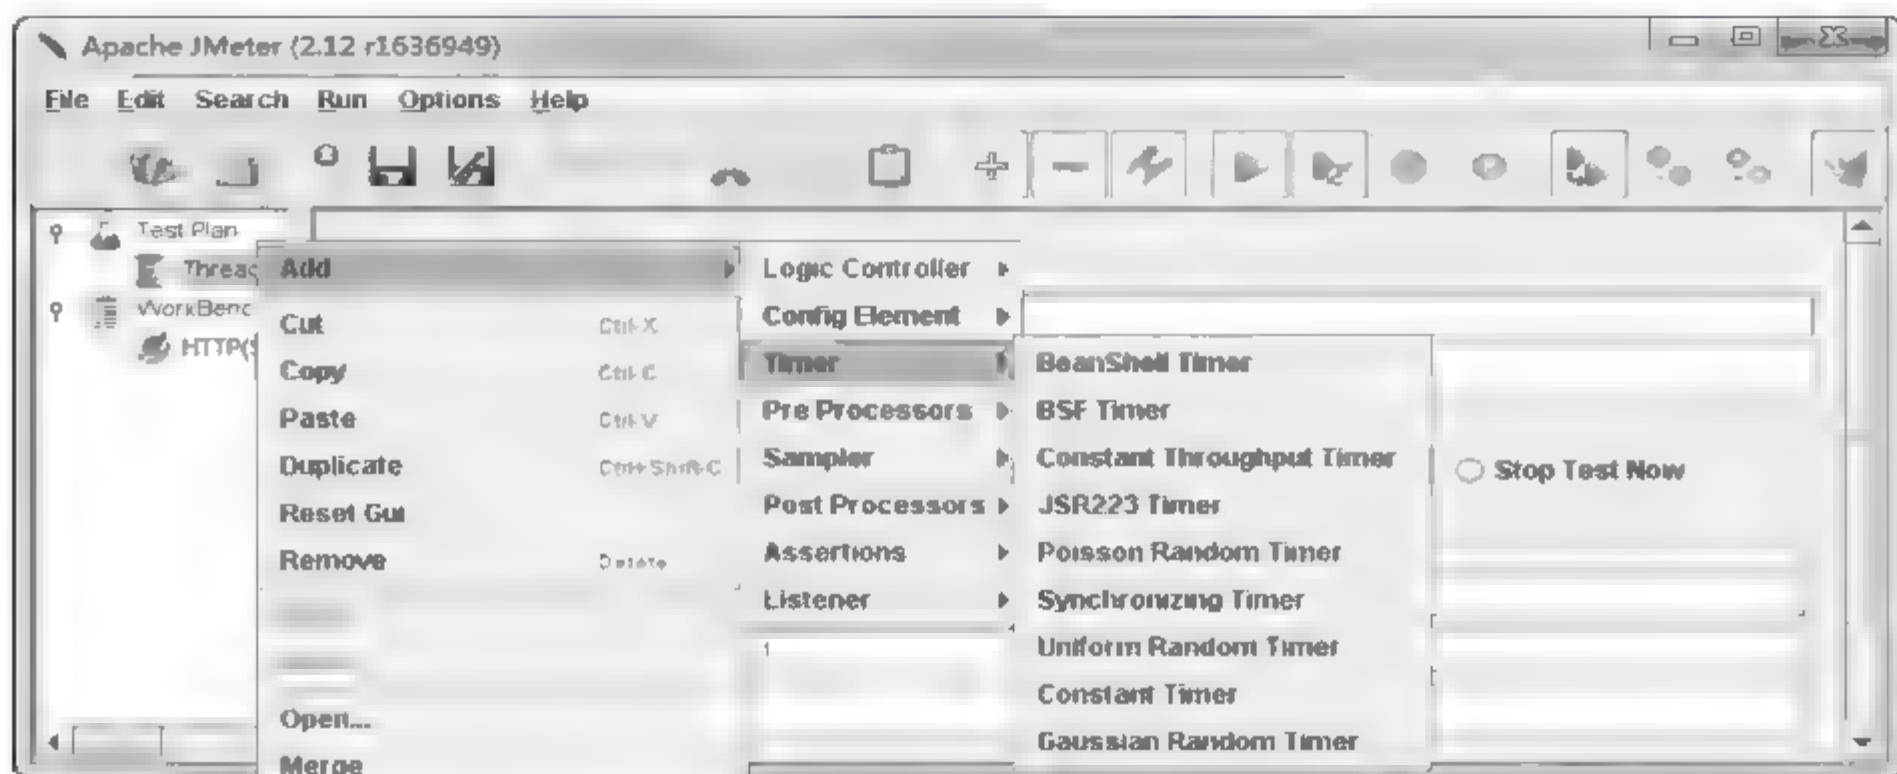 Apache JMeter (2.12 r1636949)
File Edit Search Run Options Help
Test Plan
Threa
WorkBenc
HTTP(S
Add
Cut Ctrl-X
Copy Ctrl-C
Paste Ctrl-V
Duplicate Ctrl+Shift-C
Reset Gui
Remove Delete
Open...
Merge
Logic Controller
Config Element
Timer
Pre Processors
Sampler
Post Processors
Assertions
Listener
BeanShell Timer
BSF Timer
Constant Throughput Timer
JSR223 Timer
Poisson Random Timer
Synchronizing Timer
Uniform Random Timer
Constant Timer
Gaussian Random Timer
Stop Test Now
1